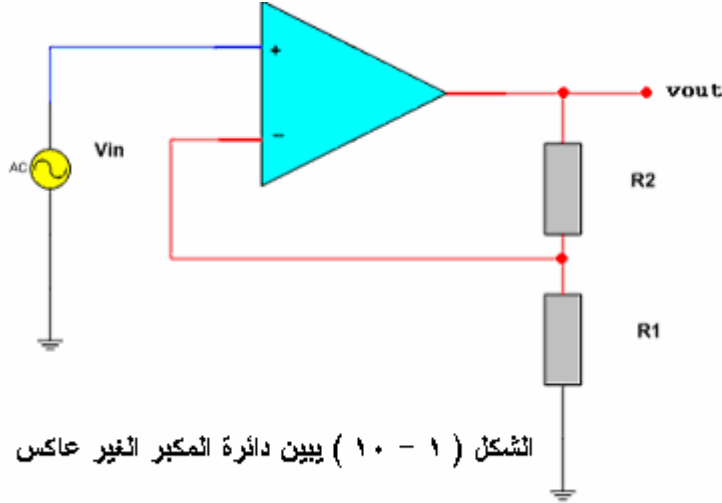 +
vout
AC
Vin
−
R2
R1
الشكل ( ١ - ١٠ ) يبين دائرة المكبر الغير عاكس